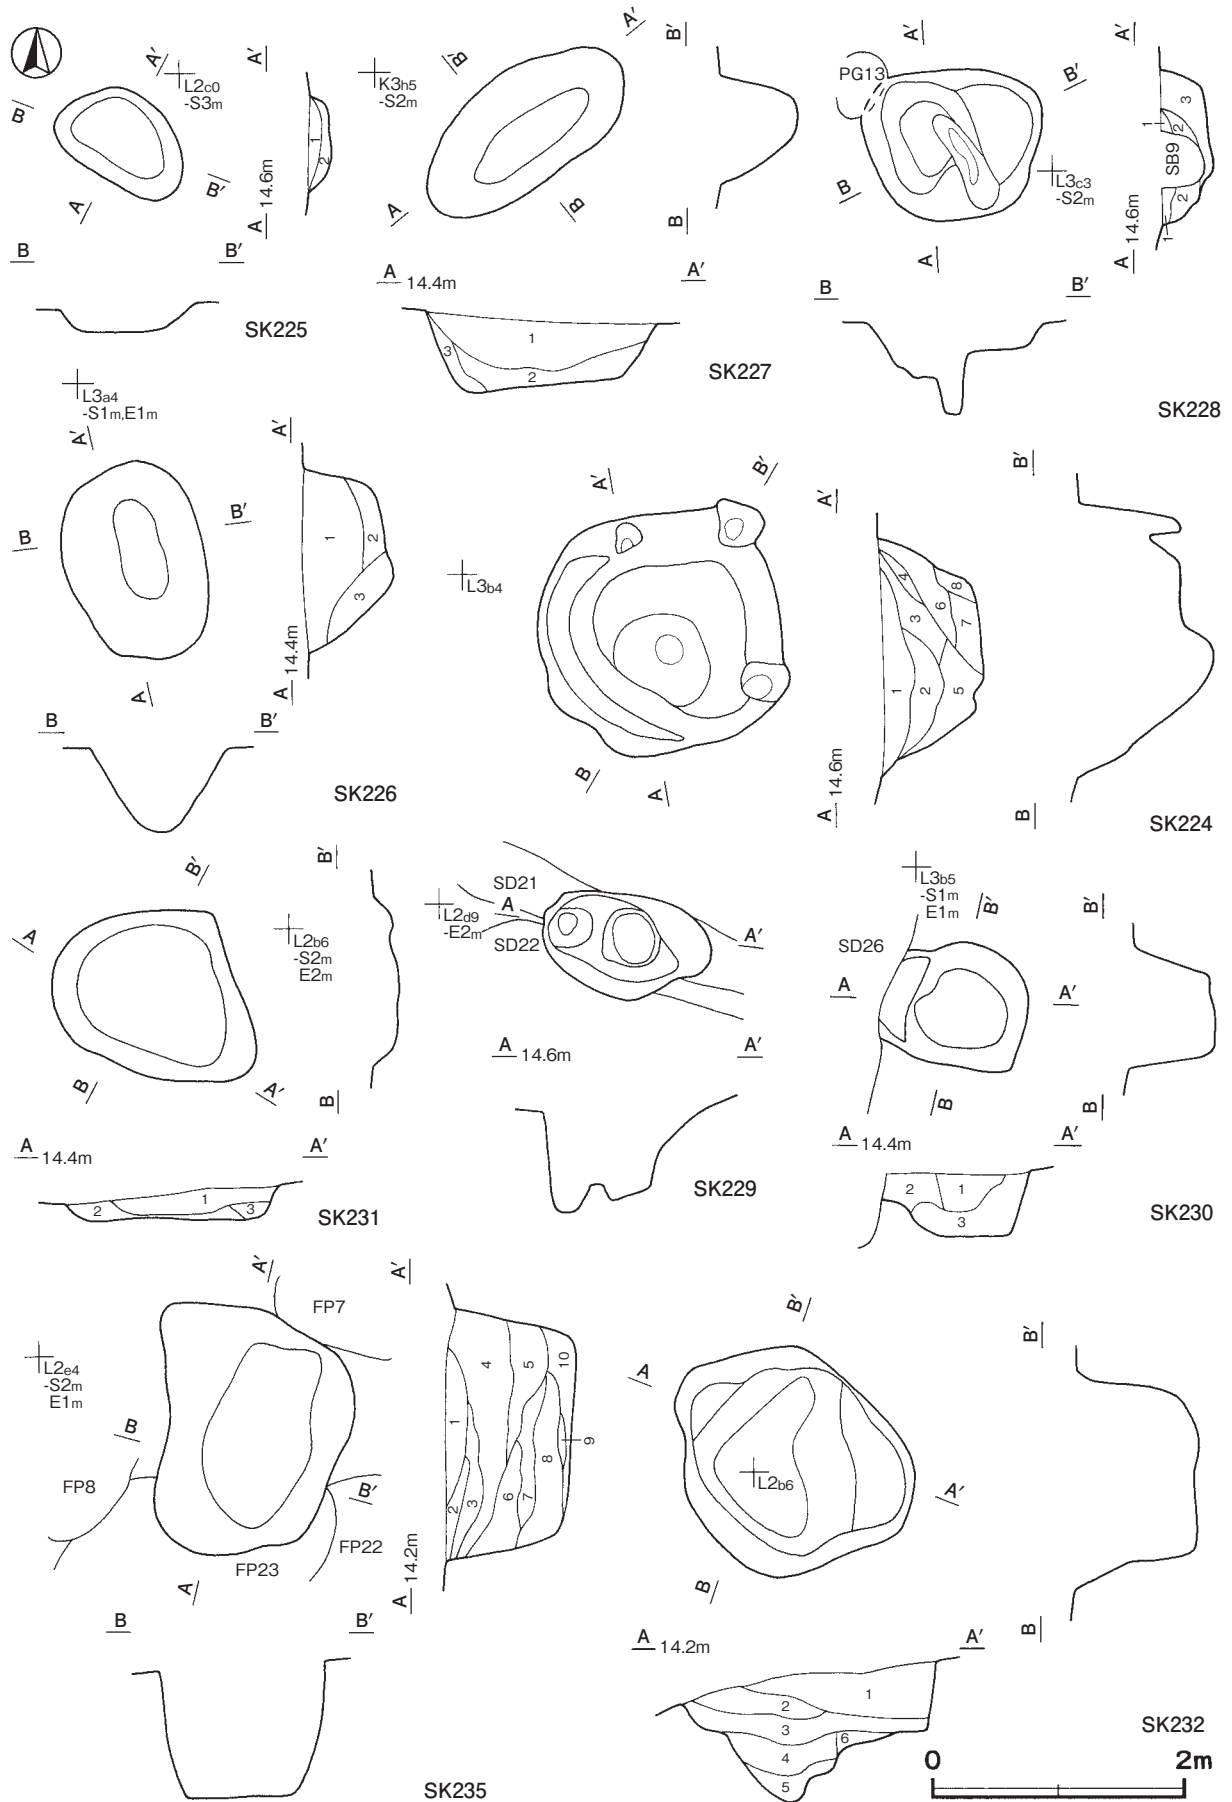 A′
L2c0
-S3m
B
B′
A
A′
1
2
A 14.6m
B
B′
SK225
K3h5
-S2m
B′
A′
A
B
B′
B
A 14.4m
A′
1
3
2
SK227
A′
PG13
B′
B
L3c3
-S2m
A
A′
3
1
2
SB9
2
1
A 14.6m
B
B′
SK228
L3a4
-S1m,E1m
A′
B
B′
A
A′
1
2
3
A 14.4m
B
B′
SK226
A′
B′
L3b4
B
A
A′
4
8
6
3
7
1
2
5
A 14.6m
B′
B
SK224
B′
A
L2b6
-S2m
E2m
B
A′
B′
B
A 14.4m
A′
1
2
3
SK231
SD21
L2d9
-E2m
A
SD22
A′
A 14.6m
A′
SK229
L3b5
-S1m
E1m
B′
SD26
A
A′
B
B′
B
A 14.4m
A′
2
1
3
SK230
A′
FP7
L2e4
-S2m
E1m
B
FP8
B′
FP22
FP23
A
A′
4
5
10
1
9
8
2
3
6
7
A 14.2m
B
B′
SK235
B′
A
L2b6
A′
B
B′
B
A 14.2m
A′
1
2
3
6
4
5
SK232
0 2m